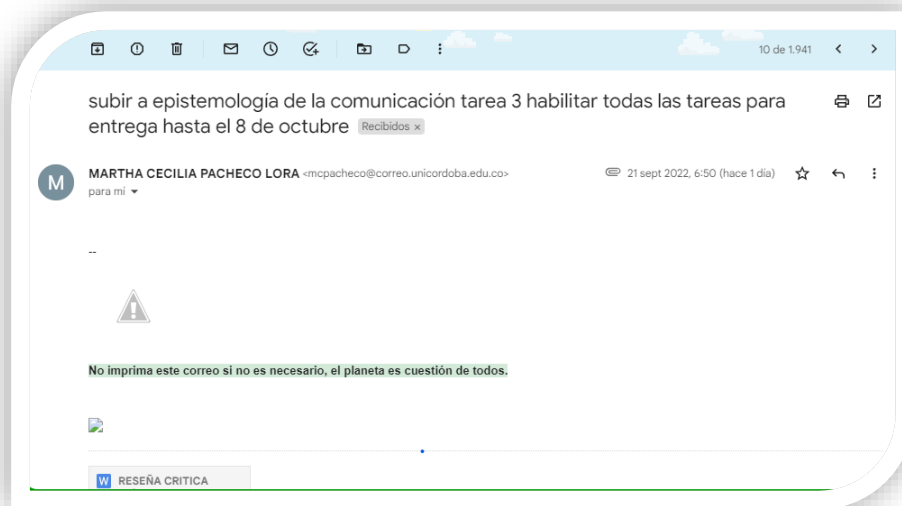 10 de 1.941
subir a epistemología de la comunicación tarea 3 habilitar todas las tareas para
entrega hasta el 8 de octubre Recibidos x
M
MARTHA CECILIA PACHECO LORA <mcpacheco@correo.unicordoba.edu.co> 21 sept 2022, 6:50 (hace 1 día)
para mí
--
No imprima este correo si no es necesario, el planeta es cuestión de todos.
W RESEÑA CRITICA